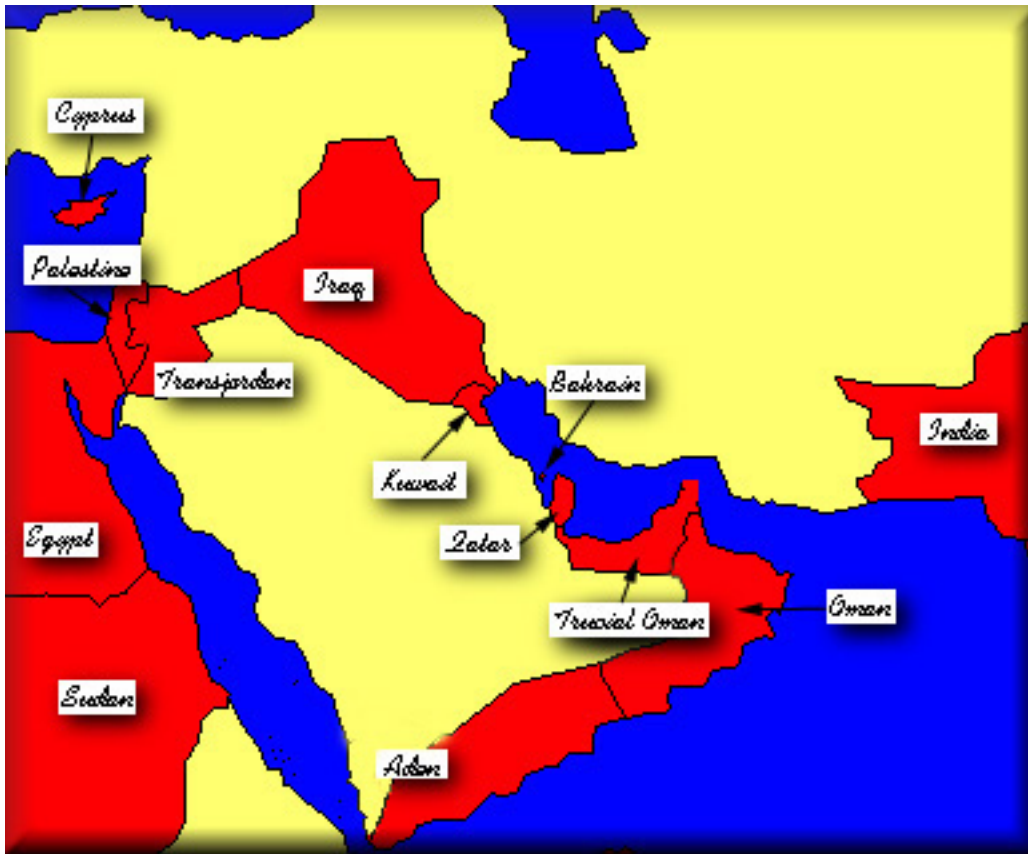 Cyprus
Palestine
Iraq
Transjordan
Bahrain
India
Kuwait
Egypt
Qatar
Trucial Oman
Oman
Sudan
Aden